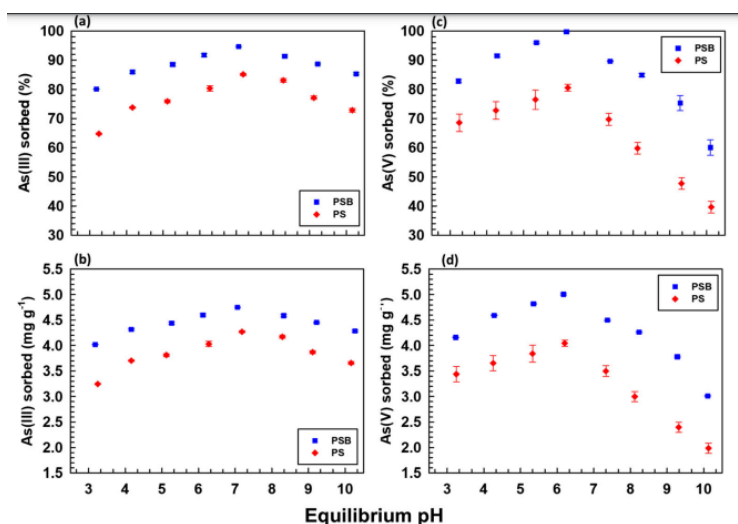 (a)
As(III) sorbed (%)
100
90
80
70
60
50
40
30
PSB
PS
(c)
As(V) sorbed (%)
100
90
80
70
60
50
40
30
PSB
PS
(b)
As(III) sorbed (mg g⁻¹)
5.5
5.0
4.5
4.0
3.5
3.0
2.5
2.0
1.5
PSB
PS
3 4 5 6 7 8 9 10
(d)
As(V) sorbed (mg g⁻¹)
5.5
5.0
4.5
4.0
3.5
3.0
2.5
2.0
1.5
PSB
PS
3 4 5 6 7 8 9 10
Equilibrium pH